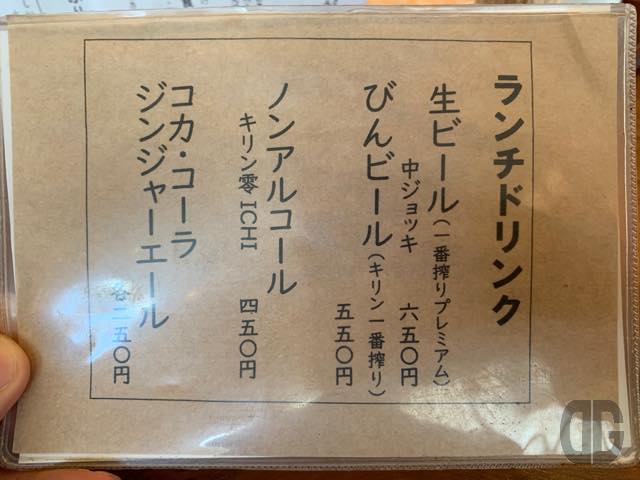 ランチドリンク
生ビール(一番搾りプレミアム)
中ジョッキ 六五〇円
びんビール(キリン一番搾り)
五五〇円
ノンアルコール
キリン零ICHI 四五〇円
コカ・コーラ
ジンジャーエール
各二五〇円
DG